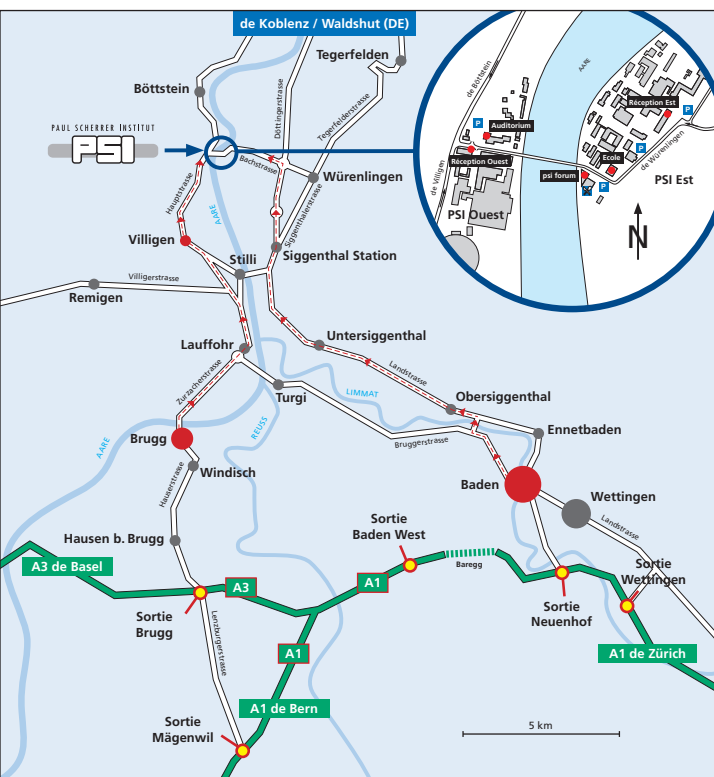 de Koblenz / Waldshut (DE)
Tegerfelden
Böttstein
Döttingerstrasse
Tegerfelderstrasse
PAUL SCHERRER INSTITUT
PSI
Bachstrasse
Würenlingen
Hauptstrasse
AARE
Siggenthalerstrasse
Villigen
Stilli
Siggenthal Station
Villigerstrasse
Remigen
Lauffohr
Untersiggenthal
Landstrasse
Zurzacherstrasse
Turgi
LIMMAT
Obersiggenthal
Ennetbaden
Bruggerstrasse
REUSS
AARE
Brugg
Windisch
Hauserstrasse
Baden
Wettingen
Landstrasse
Hausen b. Brugg
Sortie
Baden West
Baregg
A3 de Basel
A3
A1
Sortie
Brugg
Sortie
Neuenhof
Sortie
Wettingen
Lenzburgerstrasse
A1
A1 de Zürich
A1 de Bern
Sortie
Mägenwil
5 km
de Böttstein
AARE
Réception Est
P
P
Auditorium
Réception Ouest
Ecole
P
de Würenlingen
de Villigen
psi forum
P
PSI Est
PSI Ouest
N